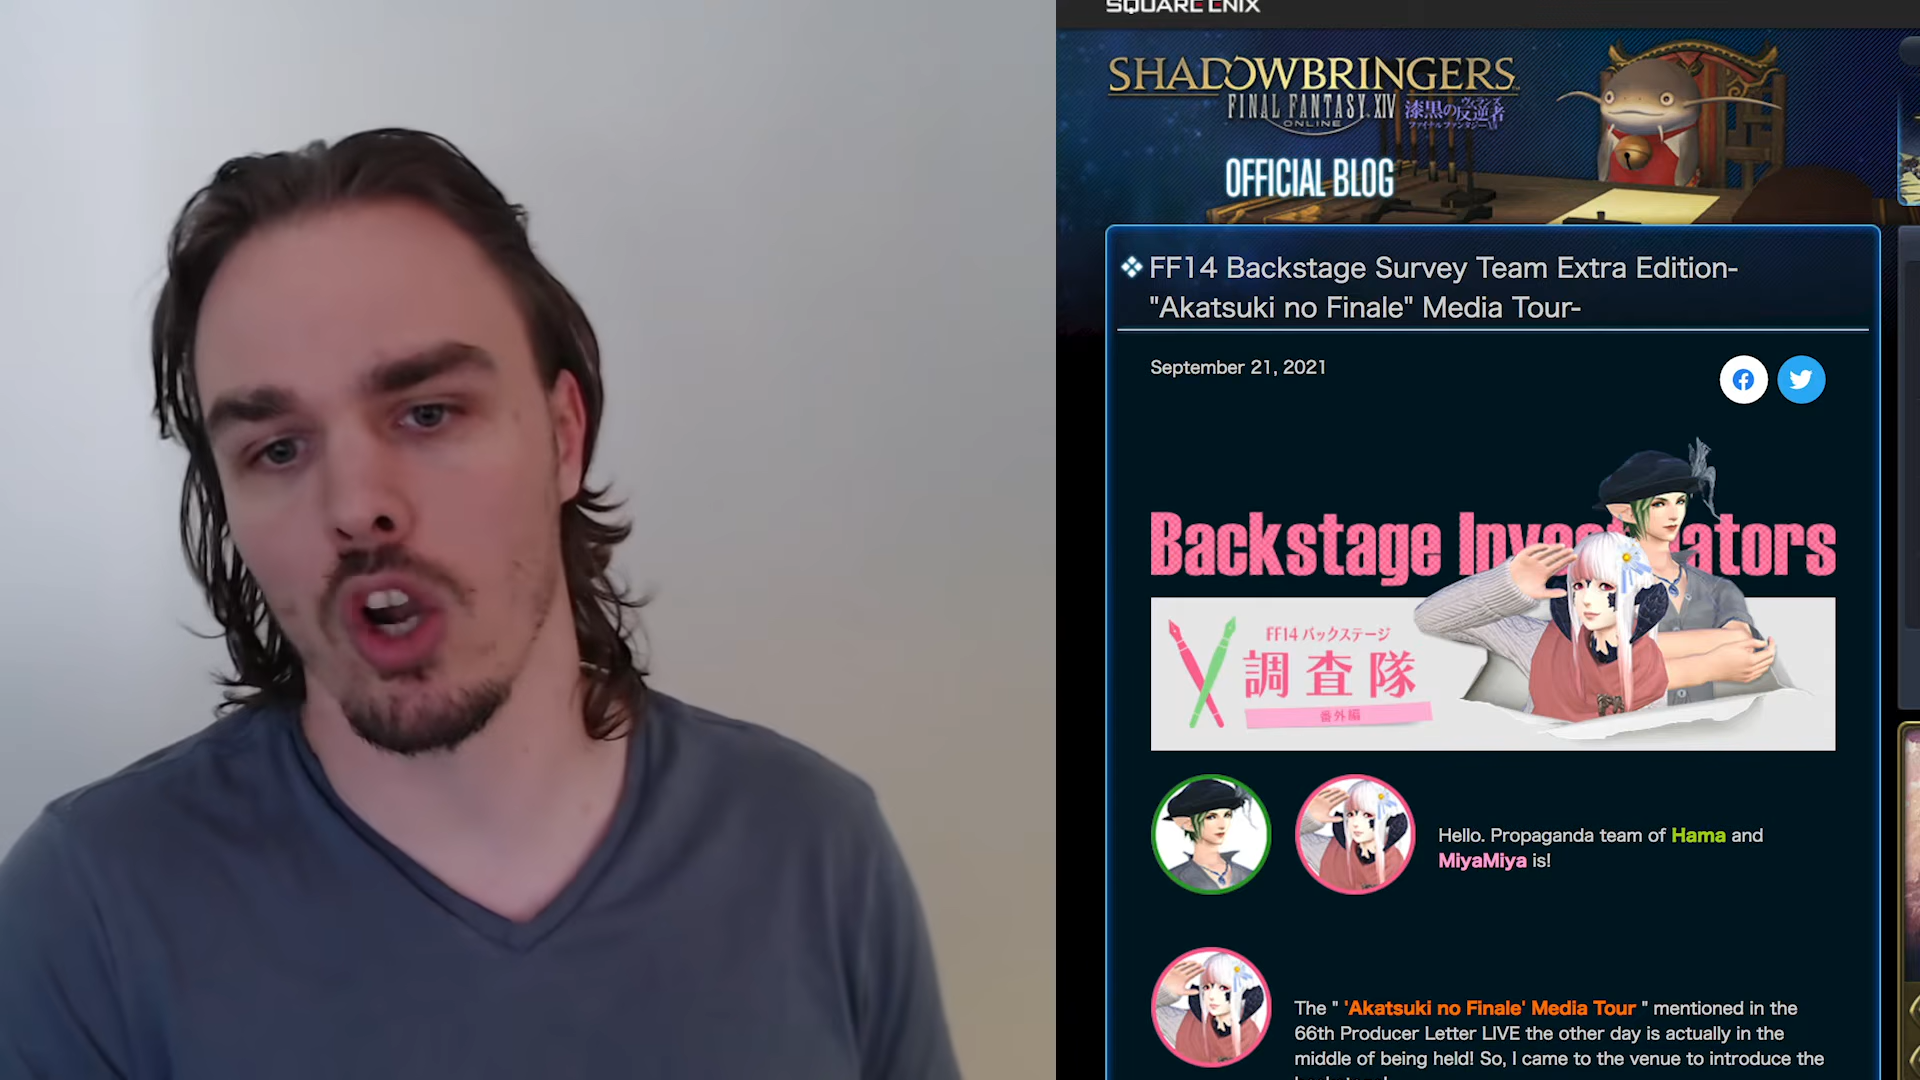 SQUARE ENIX
SHADOWBRINGERS
FINAL FANTASY XIV 漆黒の反逆者
ONLINE
OFFICIAL BLOG
FF14 Backstage Survey Team Extra Edition-
"Akatsuki no Finale" Media Tour-
September 21, 2021
Backstage
FF14 バックステージ
調査隊
番外編
Hello. Propaganda team of Hama and
MiyaMiya is!
The " 'Akatsuki no Finale' Media Tour " mentioned in the
66th Producer Letter LIVE the other day is actually in the
middle of being held! So, I came to the venue to introduce the